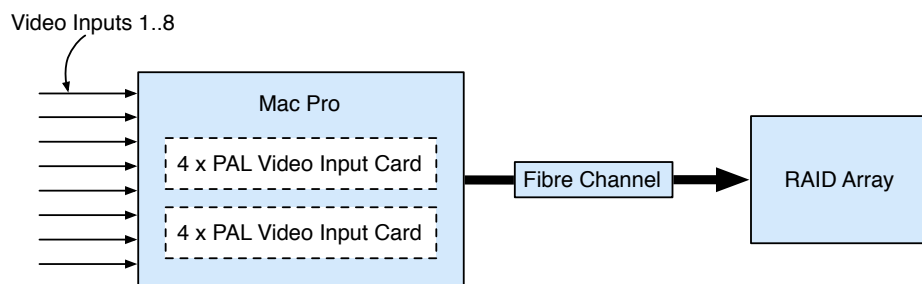 Video Inputs 1..8
Mac Pro
4 x PAL Video Input Card
4 x PAL Video Input Card
Fibre Channel
RAID Array